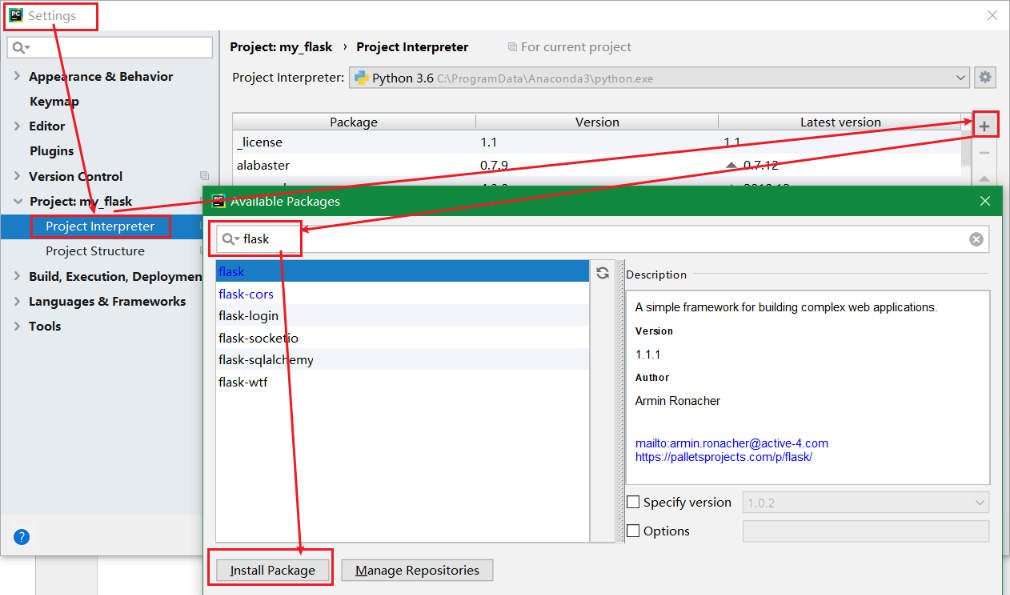 Settings
Appearance & Behavior
Keymap
Editor
Plugins
Version Control
Project: my_flask
Project Interpreter
Project Structure
Build, Execution, Deploymen
Languages & Frameworks
Tools
Project: my_flask › Project Interpreter
For current project
Project Interpreter: Python 3.6 C:\ProgramData\Anaconda3\python.exe
Package Version Latest version
_license 1.1 1.1
alabaster 0.7.9 0.7.12
Available Packages
flask
flask
flask-cors
flask-login
flask-socketio
flask-sqlalchemy
flask-wtf
Description
A simple framework for building complex web applications.
Version
1.1.1
Author
Armin Ronacher
mailto:armin.ronacher@active-4.com
https://palletsprojects.com/p/flask/
Specify version 1.0.2
Options
Install Package Manage Repositories